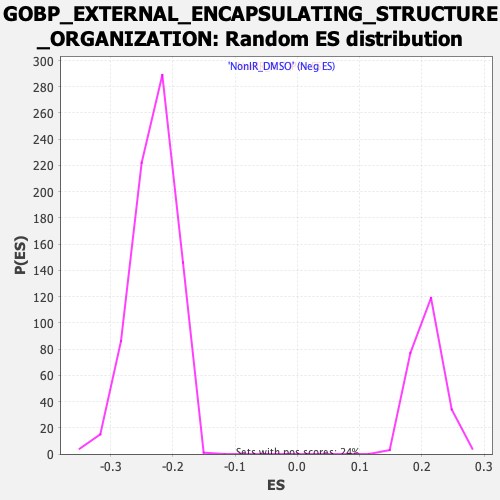 GOBP_EXTERNAL_ENCAPSULATING_STRUCTURE
_ORGANIZATION: Random ES distribution
'NonIR_DMSO' (Neg ES)
300
280
260
240
220
200
180
160
140
120
100
80
60
40
20
0
P(ES)
Sets with pos scores: 24%
-0.3 -0.2 -0.1 0.0 0.1 0.2 0.3
ES